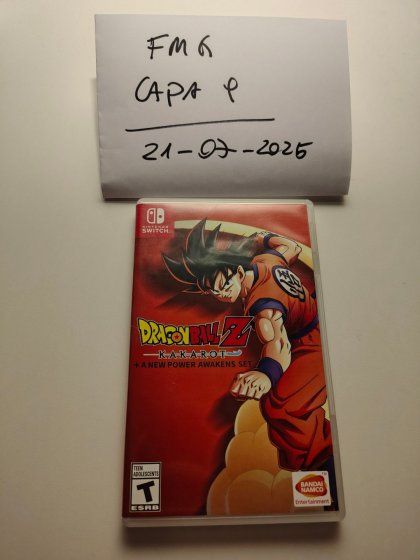 FMG
CAPA 9
21-07-2025
NINTENDO
SWITCH
DRAGON BALL Z
KAKAROT
+ A NEW POWER AWAKENS SET
TEEN
ADOLESCENTS
T
ESRB
BANDAI
NAMCO
Entertainment